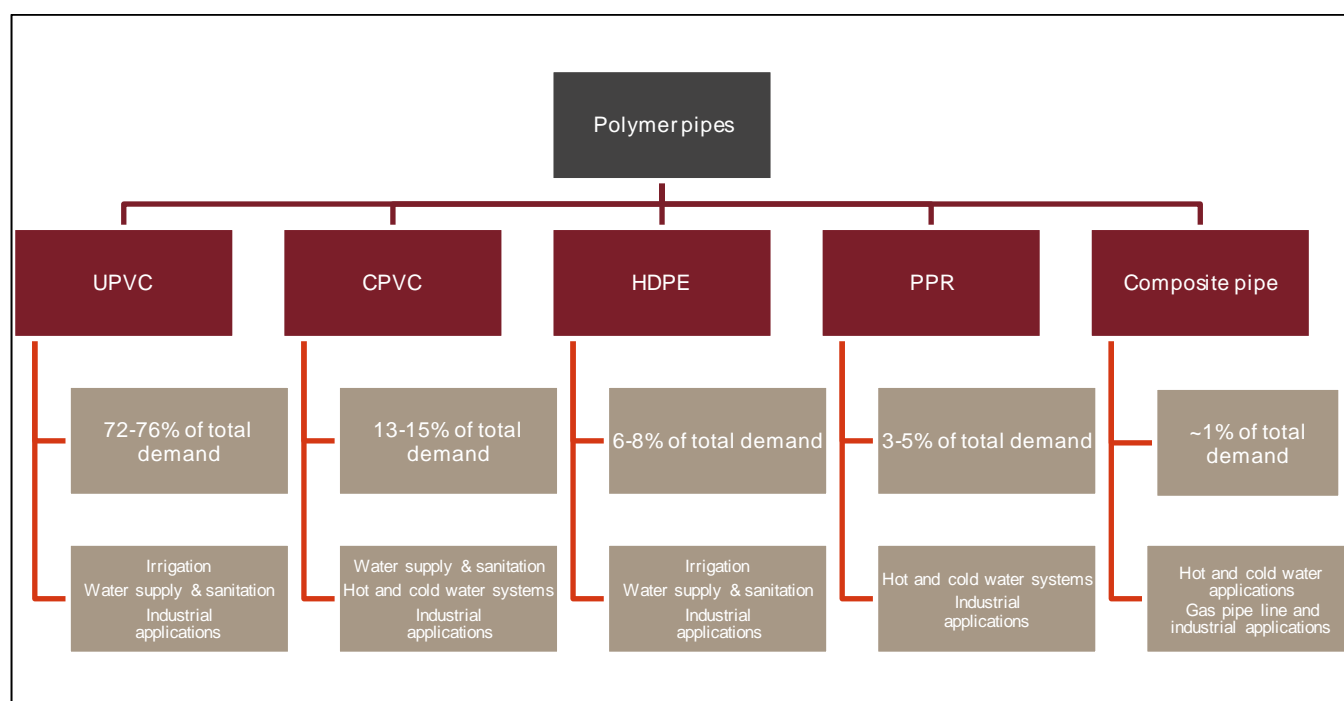 Polymer pipes
UPVC
CPVC
HDPE
PPR
Composite pipe
72-76% of total
demand
13-15% of total
demand
6-8% of total demand
3-5% of total demand
~1% of total
demand
Irrigation
Water supply & sanitation
Industrial
applications
Water supply & sanitation
Hot and cold water systems
Industrial
applications
Irrigation
Water supply & sanitation
Industrial
applications
Hot and cold water systems
Industrial
applications
Hot and cold water
applications
Gas pipe line and
industrial applications